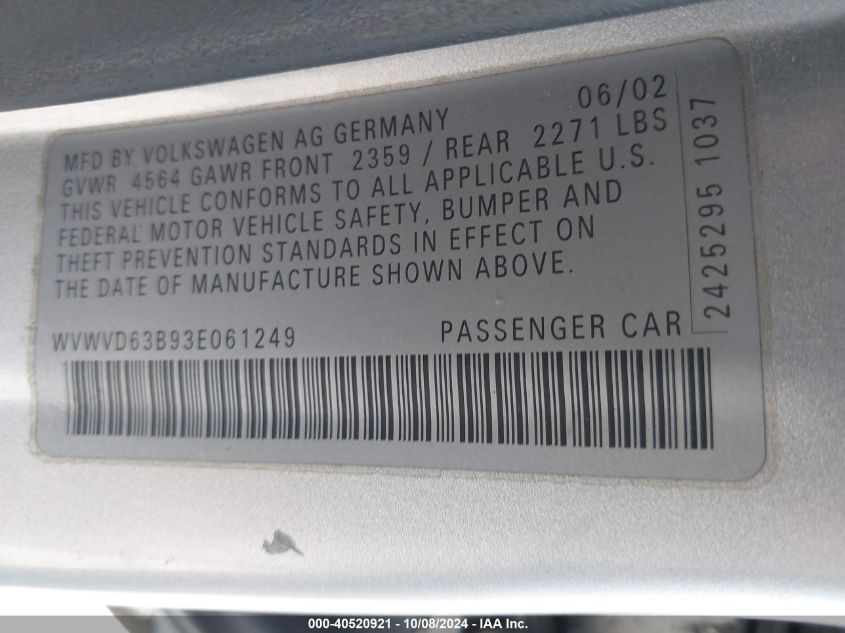 06/02
MFD BY VOLKSWAGEN AG GERMANY
GVWR 4564 GAWR FRONT 2359 / REAR 2271 LBS
THIS VEHICLE CONFORMS TO ALL APPLICABLE U.S.
FEDERAL MOTOR VEHICLE SAFETY, BUMPER AND
THEFT PREVENTION STANDARDS IN EFFECT ON
THE DATE OF MANUFACTURE SHOWN ABOVE.
2425295 1037
WVWVD63B93E061249 PASSENGER CAR
000-40520921 - 10/08/2024 - IAA Inc.